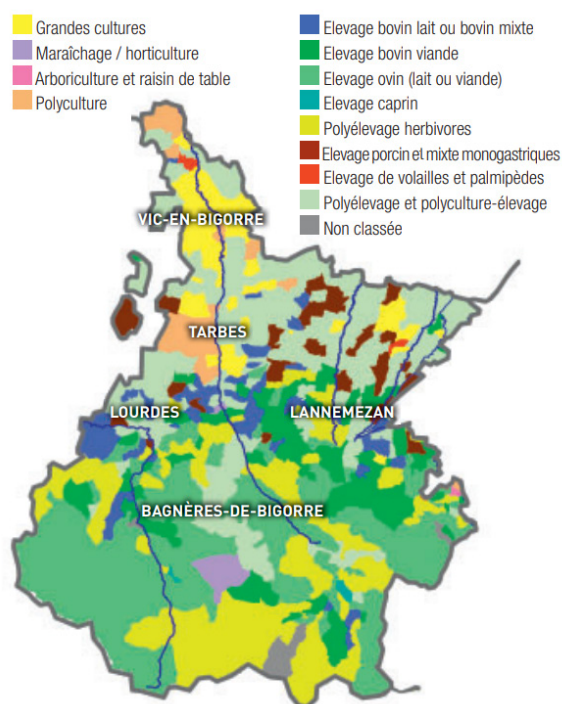 Grandes cultures
Maraîchage / horticulture
Arboriculture et raisin de table
Polyculture
Elevage bovin lait ou bovin mixte
Elevage bovin viande
Elevage ovin (lait ou viande)
Elevage caprin
Polyélevage herbivores
Elevage porcin et mixte monogastriques
Elevage de volailles et palmipèdes
Polyélevage et polyculture-élevage
Non classée
VIC-EN-BIGORRE
TARBES
LOURDES
LANNEMEZAN
BAGNÈRES-DE-BIGORRE